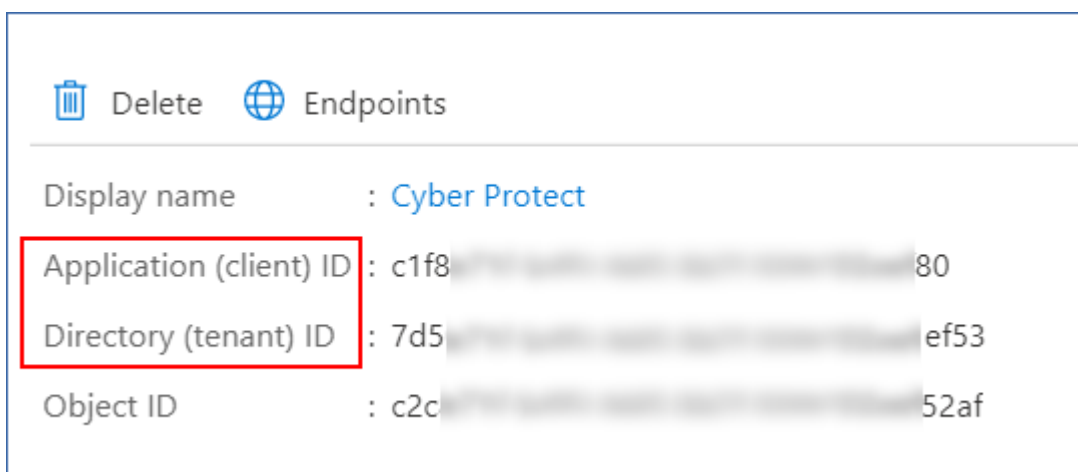 Delete Endpoints
Display name : Cyber Protect
Application (client) ID : c1f8 80
Directory (tenant) ID : 7d5 ef53
Object ID : c2c 52af